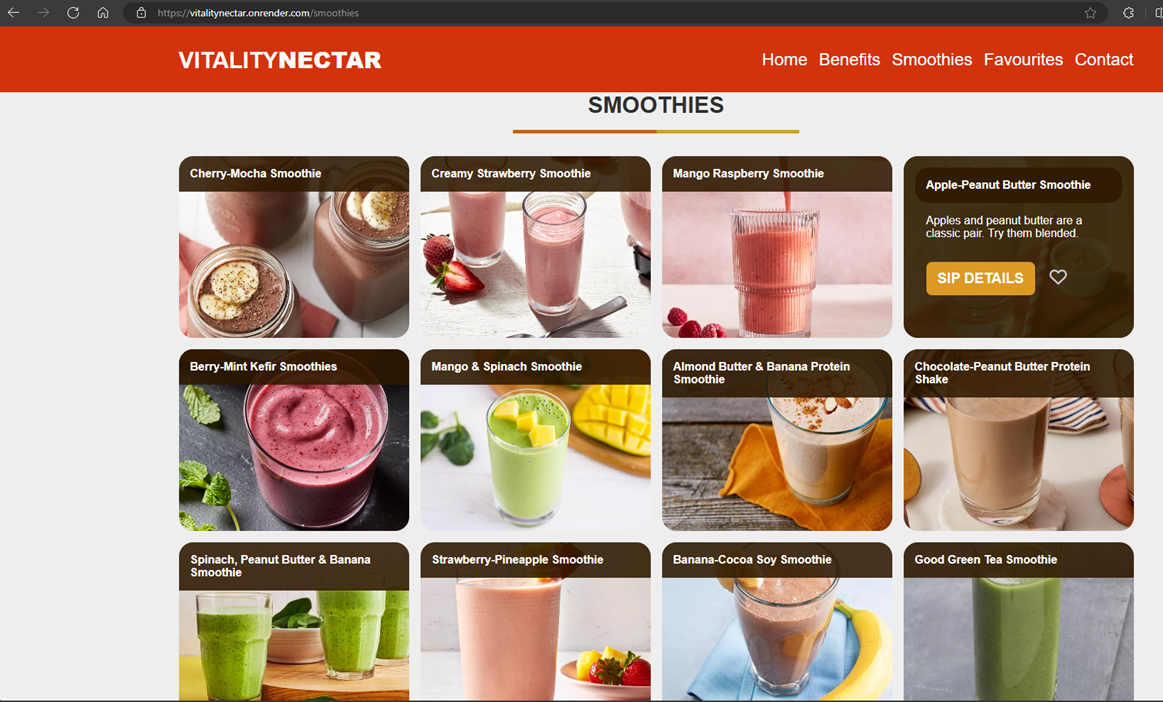 https://vitalitynectar.onrender.com/smoothies
VITALITYNECTAR
Home Benefits Smoothies Favourites Contact
SMOOTHIES
Cherry-Mocha Smoothie
Creamy Strawberry Smoothie
Mango Raspberry Smoothie
Apple-Peanut Butter Smoothie
Apples and peanut butter are a
classic pair. Try them blended.
SIP DETAILS
Berry-Mint Kefir Smoothies
Mango & Spinach Smoothie
Almond Butter & Banana Protein
Smoothie
Chocolate-Peanut Butter Protein
Shake
Spinach, Peanut Butter & Banana
Smoothie
Strawberry-Pineapple Smoothie
Banana-Cocoa Soy Smoothie
Good Green Tea Smoothie